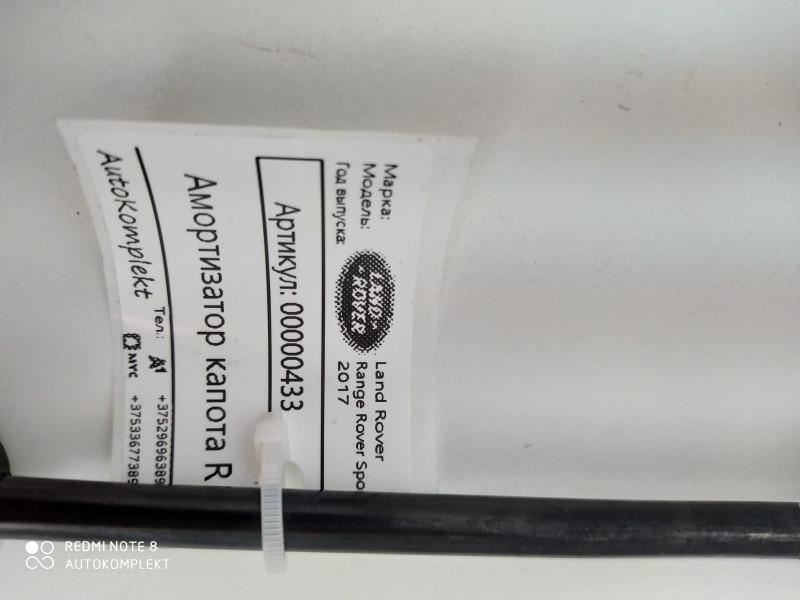 Марка:
Land Rover
Модель:
Range Rover Spo
Год выпуска:
2017
LAND-
-ROVER
Артикул: 00000433
Амортизатор капота R
AutoKomplekt
Тел.:
A1
+37529696389
МТС
+37533677389
REDMI NOTE 8
AUTOKOMPLEKT